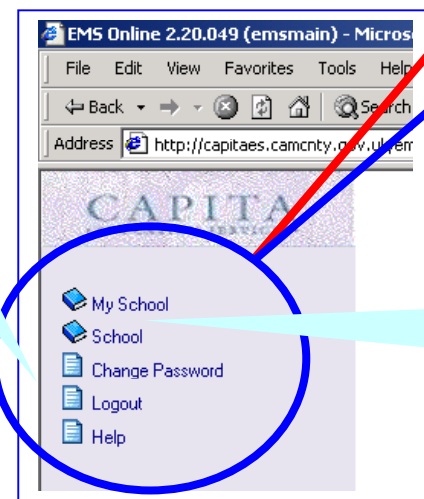 EMS Online 2.20.049 (emsmain) - Micros
File Edit View Favorites Tools Help
Back Search
Address http://capitaes.camcnty.gov.uk/em
CAPITA
My School
School
Change Password
Logout
Help